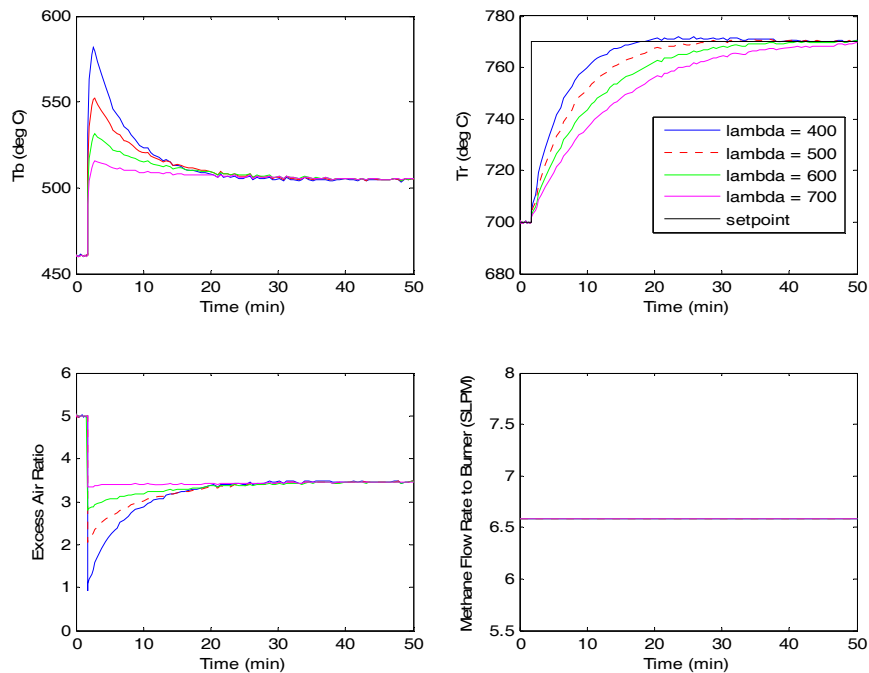 600
550
500
450
Tb (deg C)
0 10 20 30 40 50
Time (min)
780
760
740
720
700
680
Tr (deg C)
lambda = 400
lambda = 500
lambda = 600
lambda = 700
setpoint
0 10 20 30 40 50
Time (min)
6
5
4
3
2
1
0
Excess Air Ratio
0 10 20 30 40 50
Time (min)
8
7.5
7
6.5
6
5.5
Methane Flow Rate to Burner (SLPM)
0 10 20 30 40 50
Time (min)